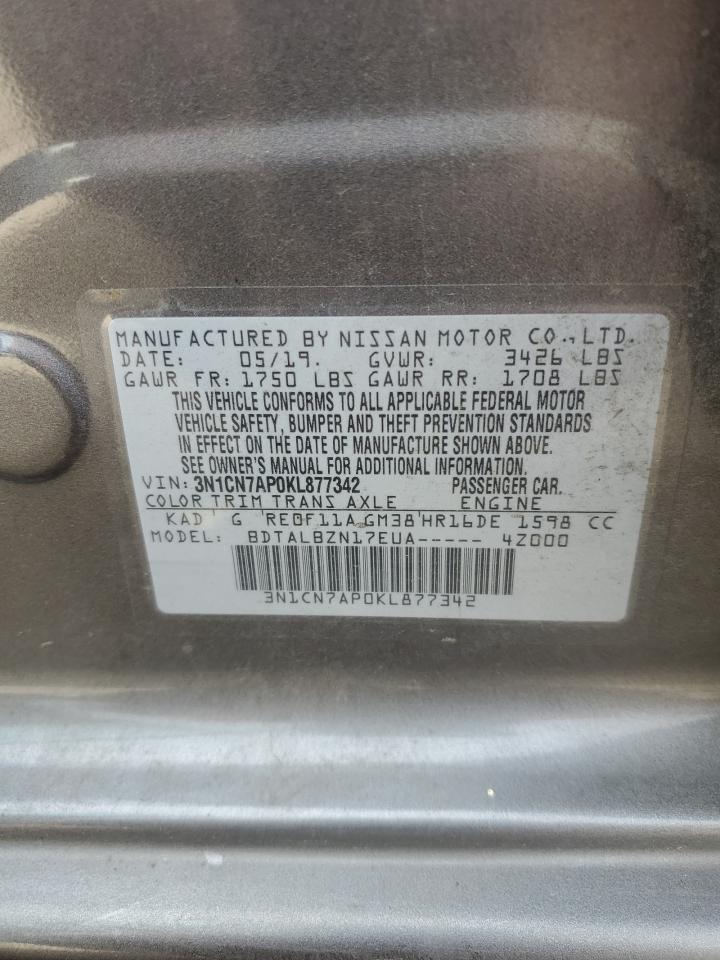 MANUFACTURED BY NISSAN MOTOR CO., LTD.
DATE: 05/19. GVWR: 3426 LBS
GAWR FR: 1750 LBS GAWR RR: 1708 LBS
THIS VEHICLE CONFORMS TO ALL APPLICABLE FEDERAL MOTOR
VEHICLE SAFETY, BUMPER AND THEFT PREVENTION STANDARDS
IN EFFECT ON THE DATE OF MANUFACTURE SHOWN ABOVE.
SEE OWNER'S MANUAL FOR ADDITIONAL INFORMATION.
VIN: 3N1CN7AP0KL877342 PASSENGER CAR.
COLOR TRIM TRANS AXLE ENGINE
KAD G RE0F11A GM38 HR16DE 1598 CC
MODEL: BDTALBZN17EUA----- 4Z000
3N1CN7AP0KL877342